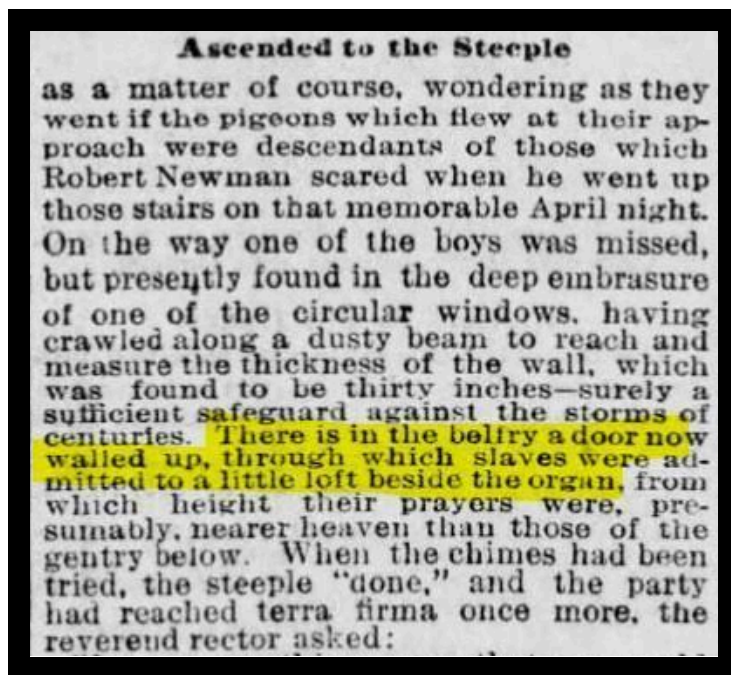 Ascended to the Steeple
as a matter of course, wondering as they
went if the pigeons which flew at their ap-
proach were descendants of those which
Robert Newman scared when he went up
those stairs on that memorable April night.
On the way one of the boys was missed,
but presently found in the deep embrasure
of one of the circular windows, having
crawled along a dusty beam to reach and
measure the thickness of the wall, which
was found to be thirty inches—surely a
sufficient safeguard against the storms of
centuries. There is in the belfry a door now
walled up, through which slaves were ad-
mitted to a little loft beside the organ, from
which height their prayers were, pre-
sumably, nearer heaven than those of the
gentry below. When the chimes had been
tried, the steeple "done," and the party
had reached terra firma once more, the
reverend rector asked: